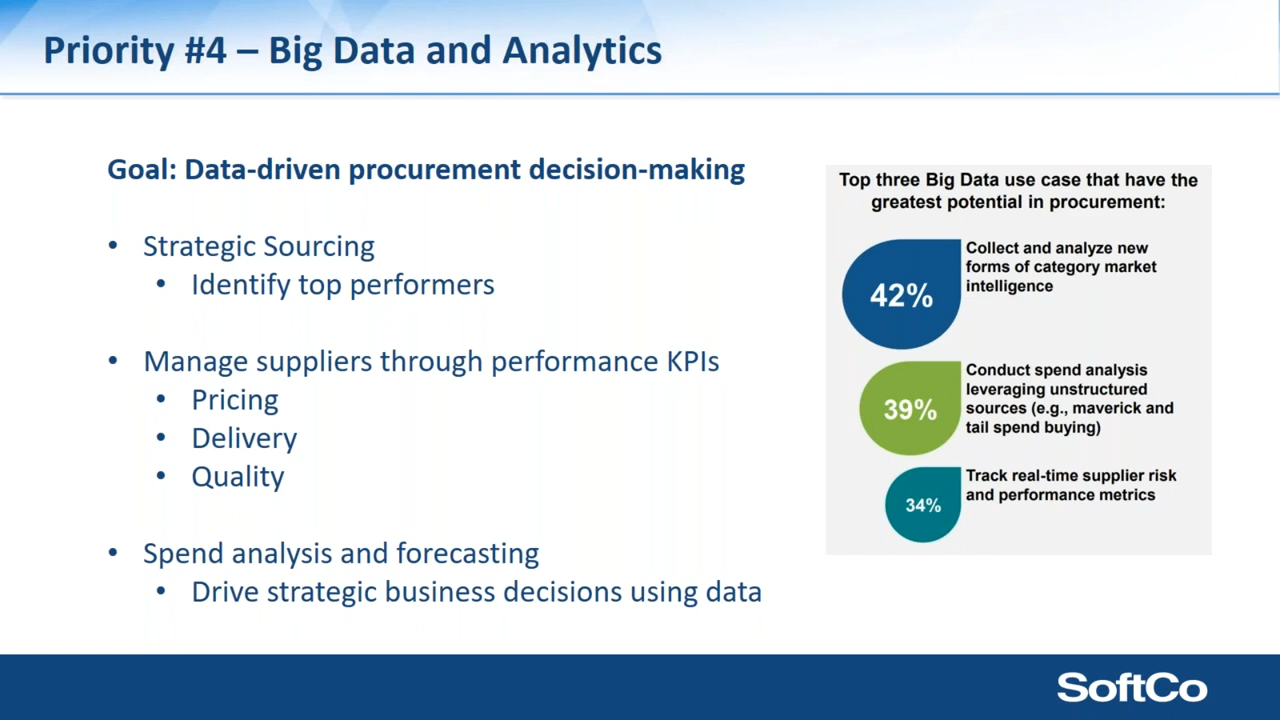 Priority #4 – Big Data and Analytics
Goal: Data-driven procurement decision-making
• Strategic Sourcing
• Identify top performers
• Manage suppliers through performance KPIs
• Pricing
• Delivery
• Quality
• Spend analysis and forecasting
• Drive strategic business decisions using data
Top three Big Data use case that have the
greatest potential in procurement:
42%
Collect and analyze new
forms of category market
intelligence
39%
Conduct spend analysis
leveraging unstructured
sources (e.g., maverick and
tail spend buying)
34%
Track real-time supplier risk
and performance metrics
SoftCo